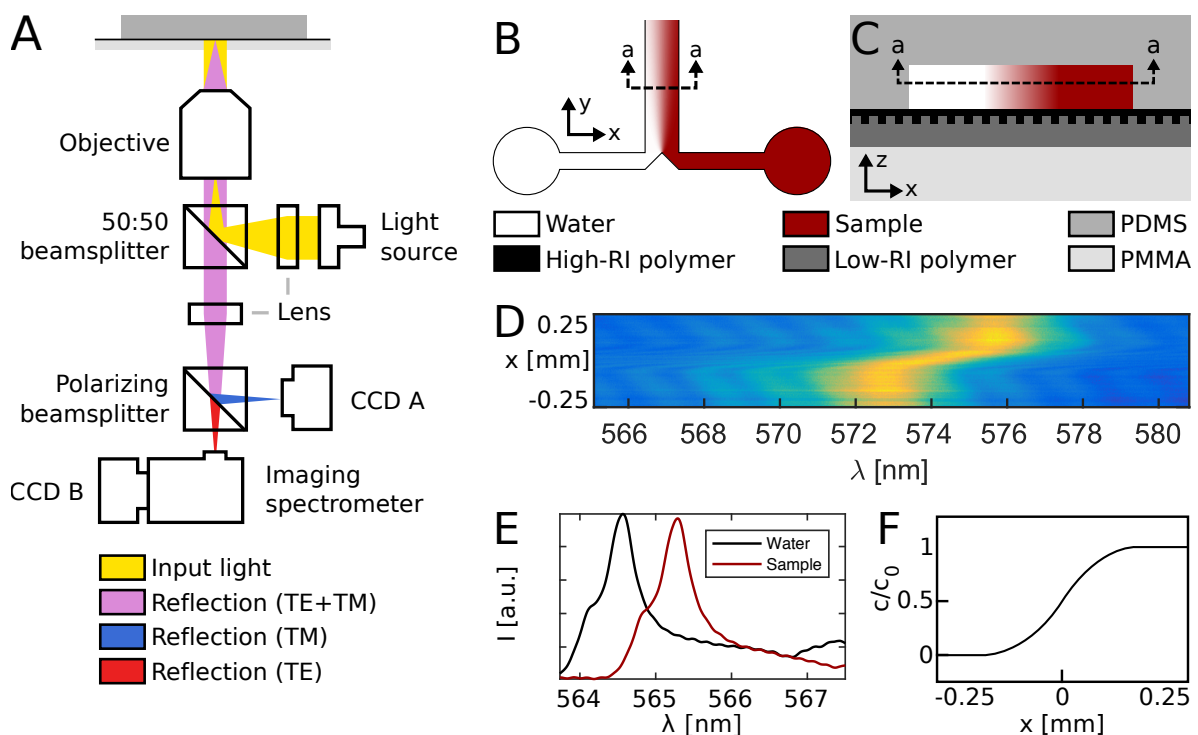 A
Objective
50:50
beamsplitter
Light
source
Lens
Polarizing
beamsplitter
CCD A
CCD B
Imaging
spectrometer
Input light
Reflection (TE+TM)
Reflection (TM)
Reflection (TE)
B
a a
y
x
C
a a
z
x
Water
Sample
PDMS
High-RI polymer
Low-RI polymer
PMMA
D
0.25
x [mm]
-0.25
566 568 570 572 574 576 578 580
λ [nm]
E
I [a.u.]
Water
Sample
564 565 566 567
λ [nm]
F
c/c₀
1
0.5
0
-0.25 0 0.25
x [mm]